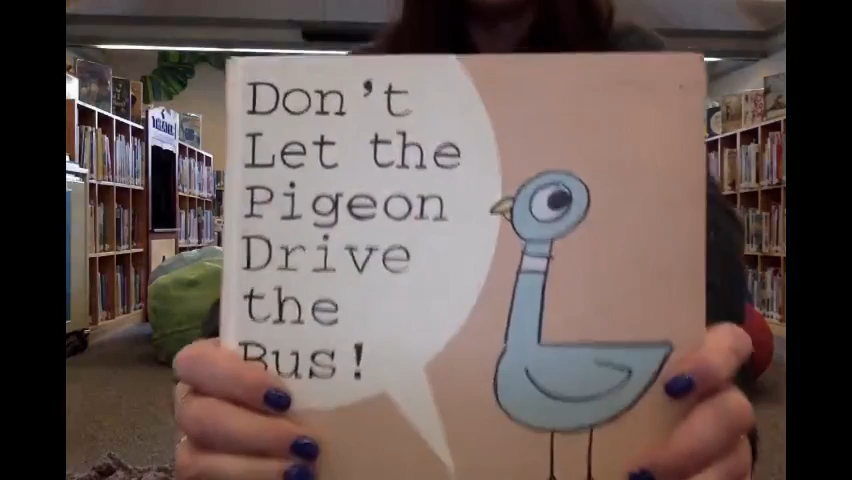 Don't
Let the
Pigeon
Drive
the
Bus!